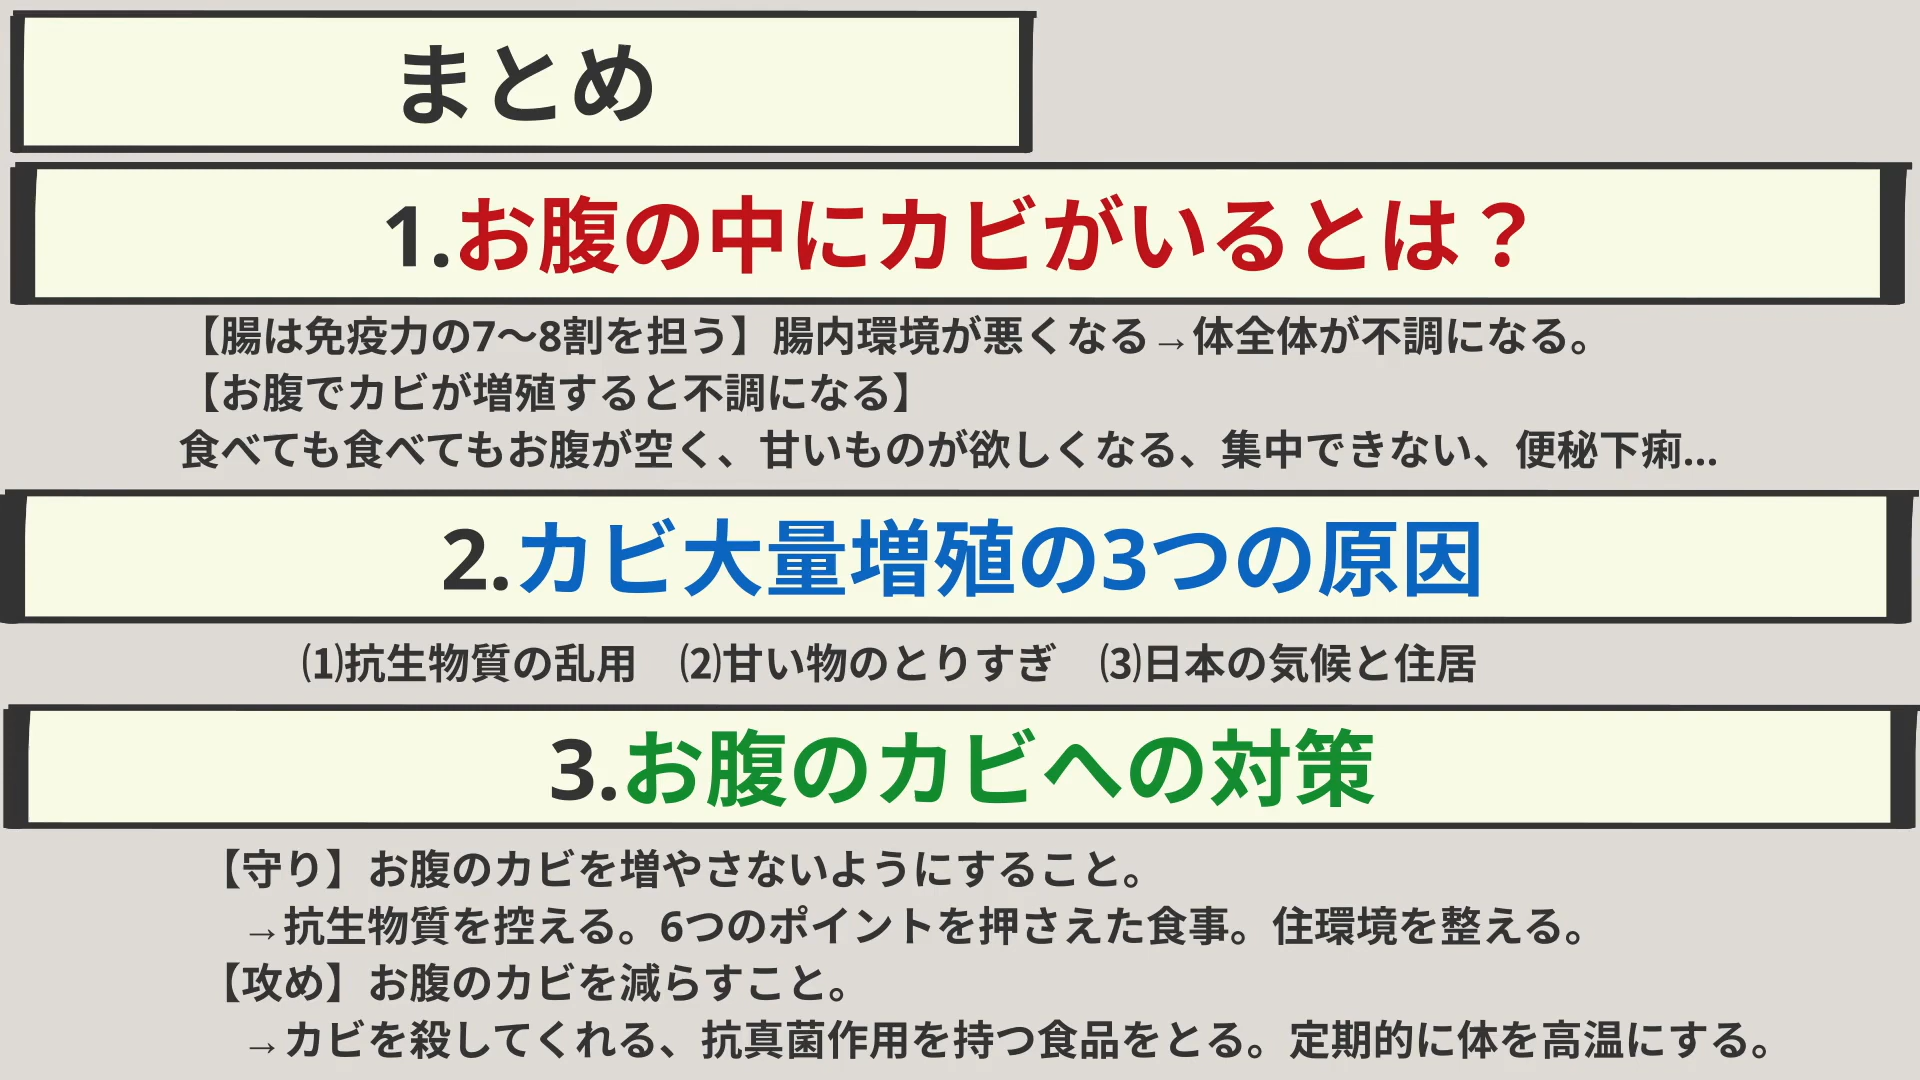 まとめ
1.お腹の中にカビがいるとは？
【腸は免疫力の7〜8割を担う】腸内環境が悪くなる→体全体が不調になる。
【お腹でカビが増殖すると不調になる】
食べても食べてもお腹が空く、甘いものが欲しくなる、集中できない、便秘下痢...
2.カビ大量増殖の3つの原因
⑴抗生物質の乱用　⑵甘い物のとりすぎ　⑶日本の気候と住居
3.お腹のカビへの対策
【守り】お腹のカビを増やさないようにすること。
→抗生物質を控える。6つのポイントを押さえた食事。住環境を整える。
【攻め】お腹のカビを減らすこと。
→カビを殺してくれる、抗真菌作用を持つ食品をとる。定期的に体を高温にする。